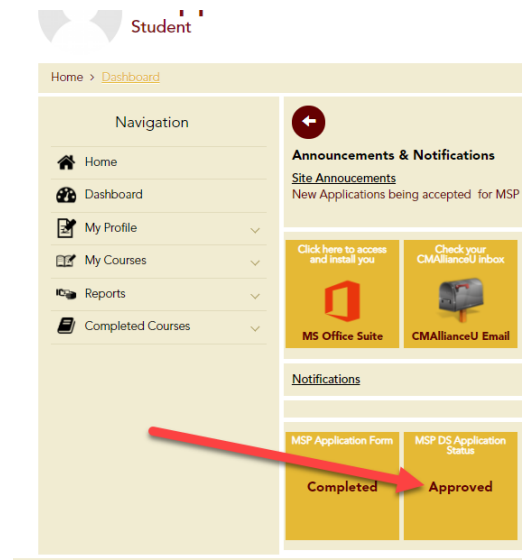 Student
Home > Dashboard
Navigation
Home
Dashboard
My Profile
My Courses
Reports
Completed Courses
Announcements & Notifications
Site Annoucements
New Applications being accepted for MSP
Click here to access
and install you
MS Office Suite
Check your
CMAllianceU inbox
CMAllianceU Email
Notifications
MSP Application Form
Completed
MSP DS Application
Status
Approved